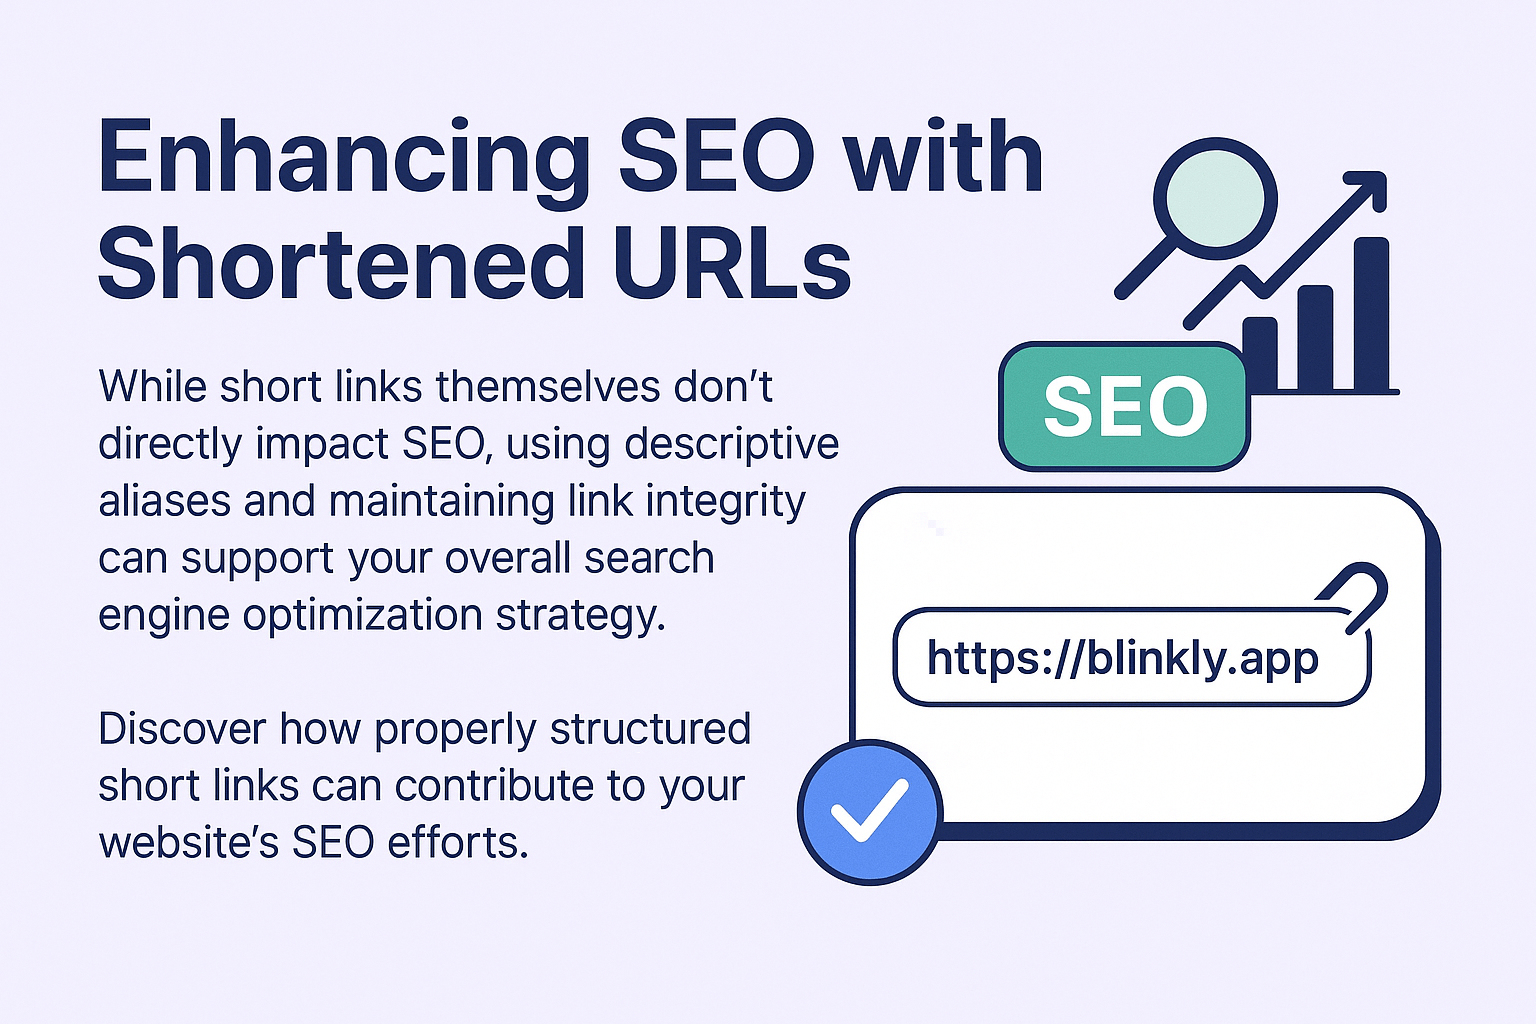 Enhancing SEO with
Shortened URLs
While short links themselves don’t
directly impact SEO, using descriptive
aliases and maintaining link integrity
can support your overall search
engine optimization strategy.
Discover how properly structured
short links can contribute to your
website’s SEO efforts.
SEO
https://blinkly.app